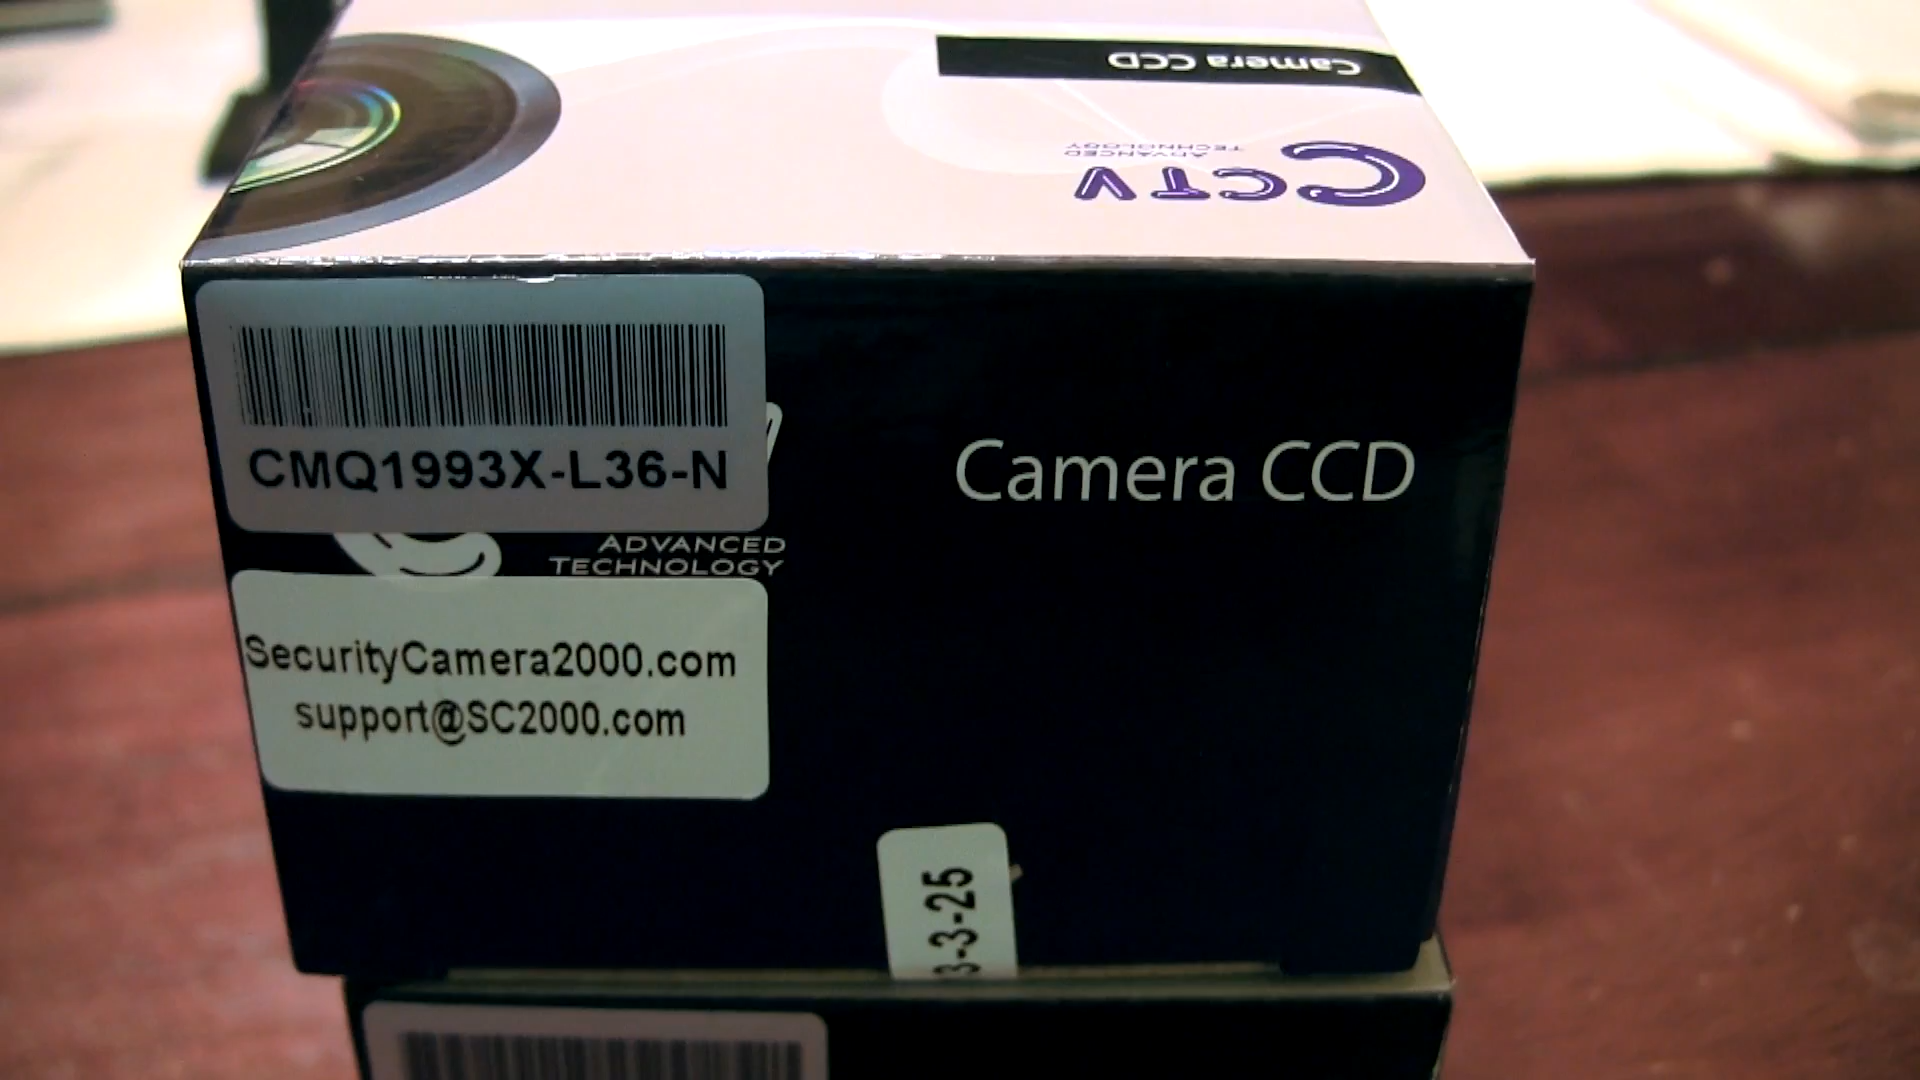 Camera CCD
ADVANCED
TECHNOLOGY
CCTV
CMQ1993X-L36-N
Camera CCD
ADVANCED
TECHNOLOGY
SecurityCamera2000.com
support@SC2000.com
3-3-25